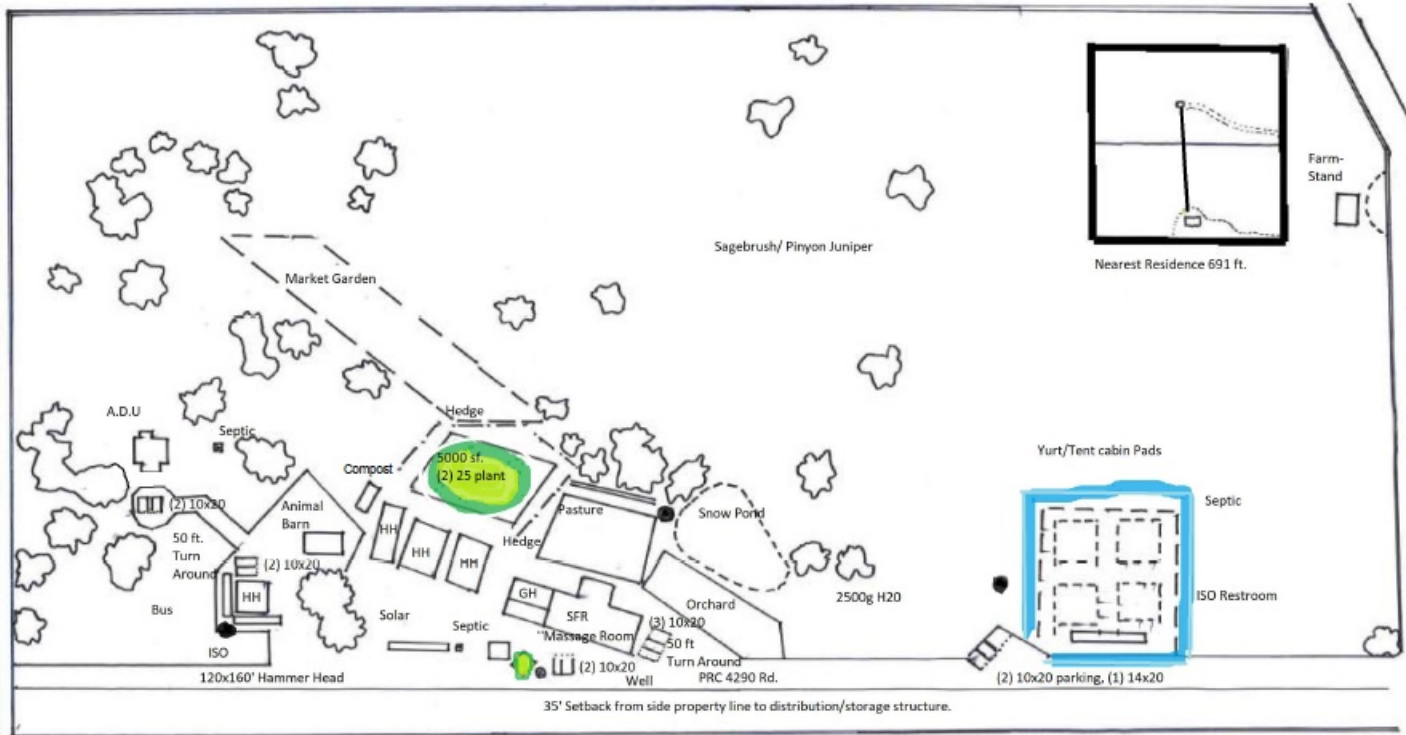 Farm-
Stand
Sagebrush/ Pinyon Juniper
Nearest Residence 691 ft.
Market Garden
A.D.U
Septic
Hedge
Compost
5000 sf.
(2) 25 plant
Yurt/Tent cabin Pads
Septic
(2) 10x20
Animal
Barn
Pasture
Snow Pond
Hedge
HH
HH
HH
50 ft.
Turn
Around
(2) 10x20
HH
Bus
ISO
Solar
Septic
GH
SFR
"Massage Room
Orchard
(3) 10x20
50 ft
Turn Around
2500g H20
ISO Restroom
(2) 10x20
Well
120x160' Hammer Head
PRC 4290 Rd.
(2) 10x20 parking, (1) 14x20
35' Setback from side property line to distribution/storage structure.